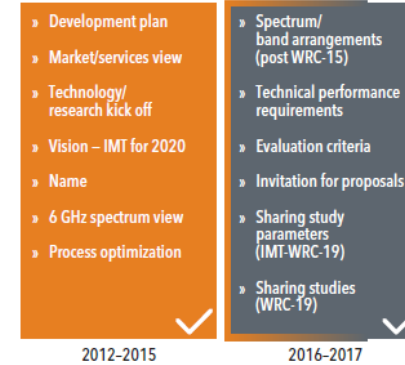 » Development plan
» Market/services view
» Technology/
research kick off
» Vision – IMT for 2020
» Name
» 6 GHz spectrum view
» Process optimization
2012–2015
» Spectrum/
band arrangements
(post WRC-15)
» Technical performance
requirements
» Evaluation criteria
» Invitation for proposals
» Sharing study
parameters
(IMT-WRC-19)
» Sharing studies
(WRC-19)
2016–2017